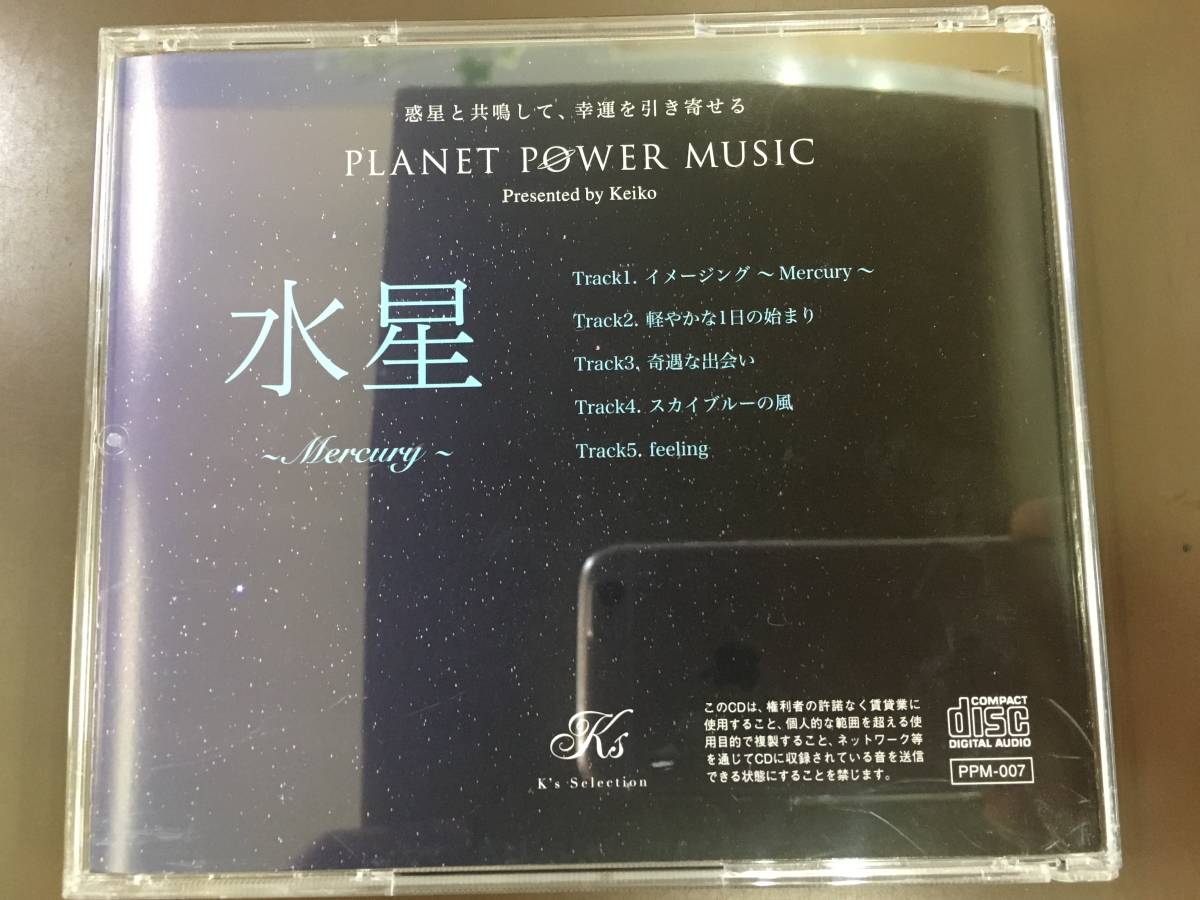 惑星と共鳴して、幸運を引き寄せる
PLANET POWER MUSIC
Presented by Keiko
水星
~Mercury ~
Track1. イメージング ～ Mercury ～
Track2. 軽やかな1日の始まり
Track3. 奇遇な出会い
Track4. スカイブルーの風
Track5. feeling
Ks
K's Selection
このCDは、権利者の許諾なく賃貸業に
使用すること、個人的な範囲を超える使
用目的で複製すること、ネットワーク等
を通じてCDに収録されている音を送信
できる状態にすることを禁じます。
COMPACT
disc
DIGITAL AUDIO
PPM-007